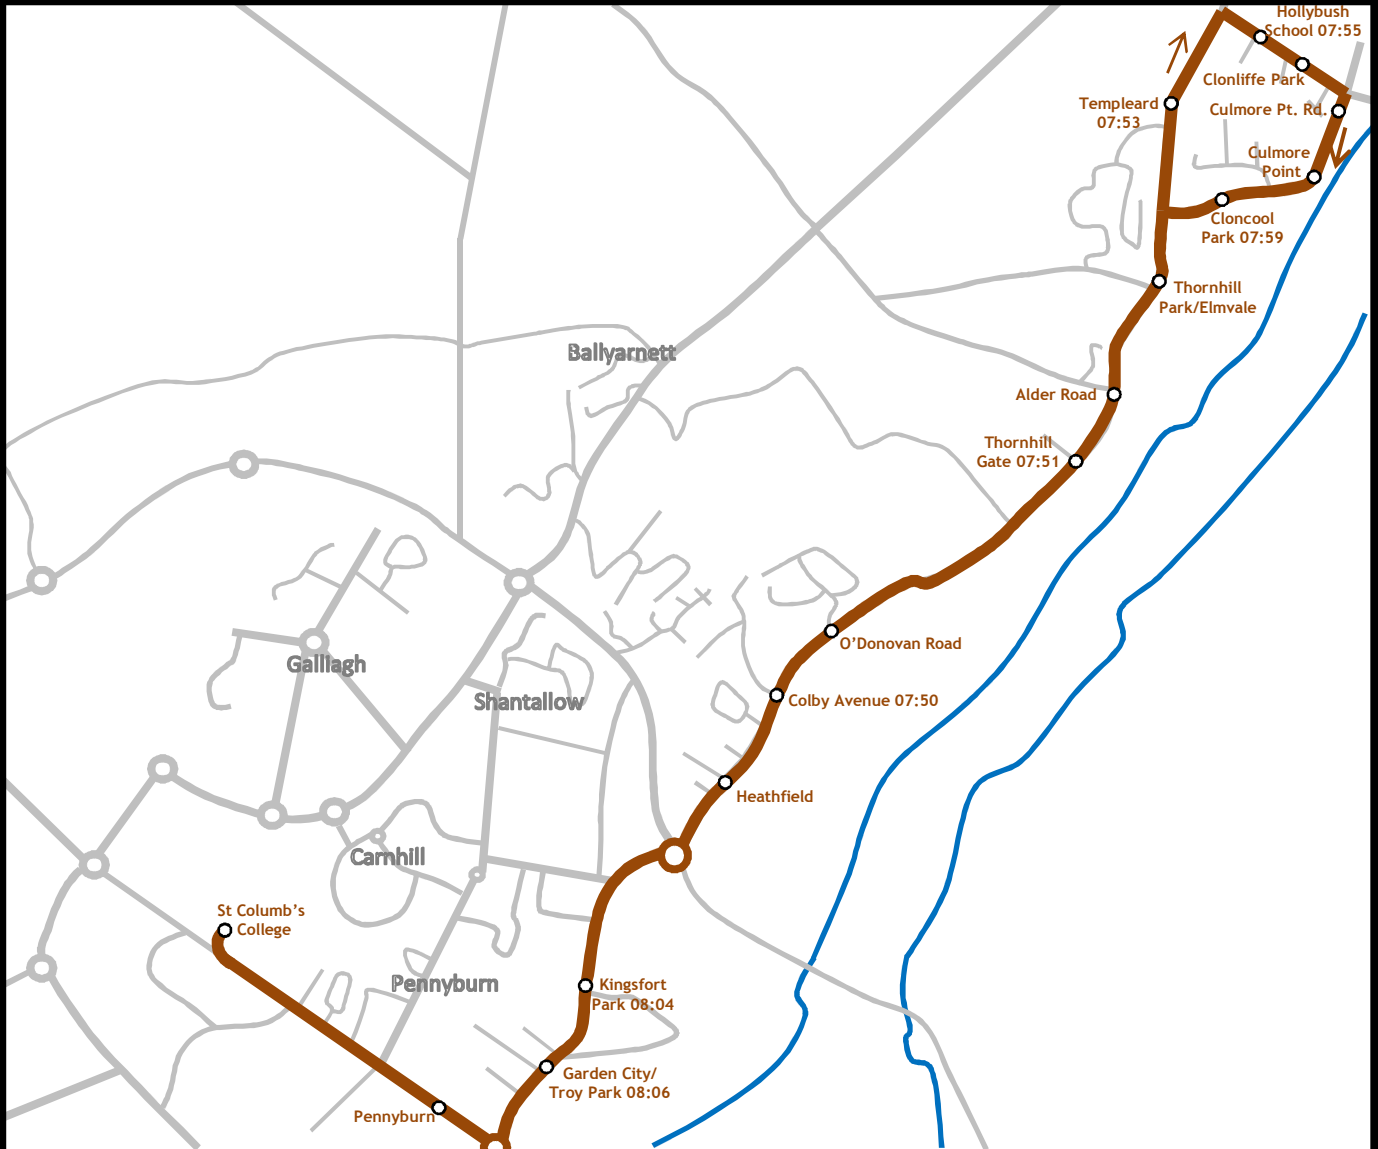 Hollybush
School 07:55
Clonliffe Park
Templeard
07:53
Culmore Pt. Rd.
Culmore
Point
Cloncool
Park 07:59
Thornhill
Park/Elmvale
Ballyarnett
Alder Road
Thornhill
Gate 07:51
O'Donovan Road
Galliagh
Shantallow
Colby Avenue 07:50
Heathfield
Carnhill
St Columb's
College
Pennyburn
Kingsfort
Park 08:04
Garden City/
Troy Park 08:06
Pennyburn